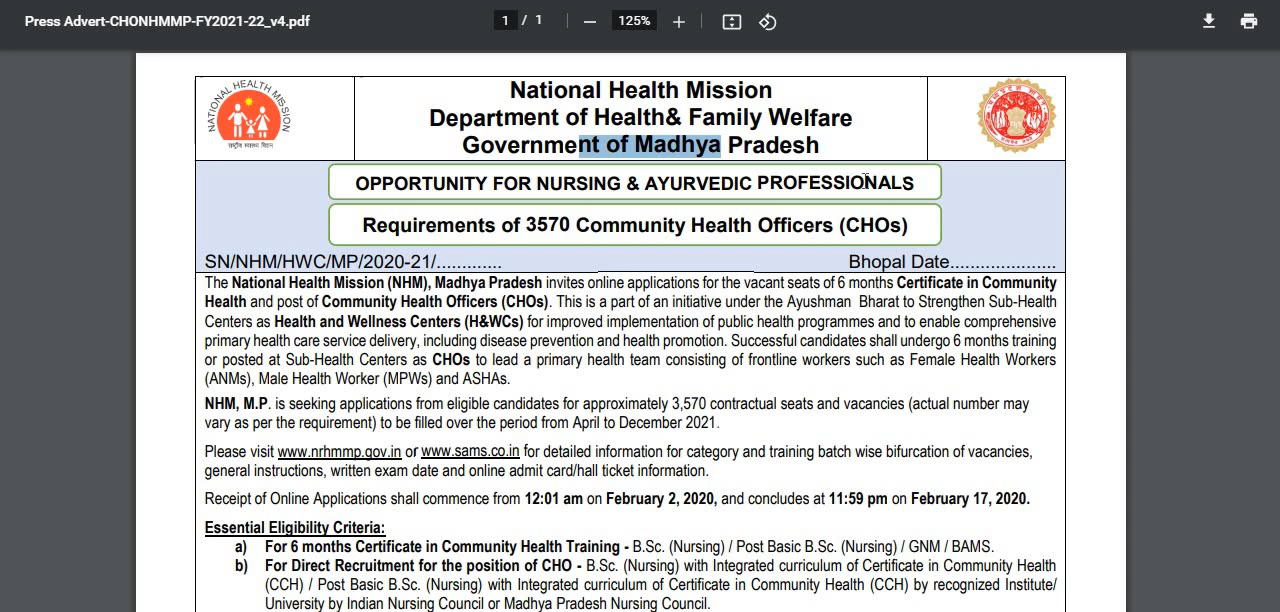 Press Advert-CHONHMMP-FY2021-22_v4.pdf
1 / 1
125%
NATIONAL HEALTH MISSION
राष्ट्रीय स्वास्थ्य मिशन
National Health Mission
Department of Health& Family Welfare
Government of Madhya Pradesh
OPPORTUNITY FOR NURSING & AYURVEDIC PROFESSIONALS
Requirements of 3570 Community Health Officers (CHOs)
SN/NHM/HWC/MP/2020-21/............. Bhopal Date.....................
The National Health Mission (NHM), Madhya Pradesh invites online applications for the vacant seats of 6 months Certificate in Community
Health and post of Community Health Officers (CHOs). This is a part of an initiative under the Ayushman Bharat to Strengthen Sub-Health
Centers as Health and Wellness Centers (H&WCs) for improved implementation of public health programmes and to enable comprehensive
primary health care service delivery, including disease prevention and health promotion. Successful candidates shall undergo 6 months training
or posted at Sub-Health Centers as CHOs to lead a primary health team consisting of frontline workers such as Female Health Workers
(ANMs), Male Health Worker (MPWs) and ASHAs.
NHM, M.P. is seeking applications from eligible candidates for approximately 3,570 contractual seats and vacancies (actual number may
vary as per the requirement) to be filled over the period from April to December 2021.
Please visit www.nrhmmp.gov.in or www.sams.co.in for detailed information for category and training batch wise bifurcation of vacancies,
general instructions, written exam date and online admit card/hall ticket information.
Receipt of Online Applications shall commence from 12:01 am on February 2, 2020, and concludes at 11:59 pm on February 17, 2020.
Essential Eligibility Criteria:
a) For 6 months Certificate in Community Health Training - B.Sc. (Nursing) / Post Basic B.Sc. (Nursing) / GNM / BAMS.
b) For Direct Recruitment for the position of CHO - B.Sc. (Nursing) with Integrated curriculum of Certificate in Community Health
(CCH) / Post Basic B.Sc. (Nursing) with Integrated curriculum of Certificate in Community Health (CCH) by recognized Institute/
University by Indian Nursing Council or Madhya Pradesh Nursing Council.